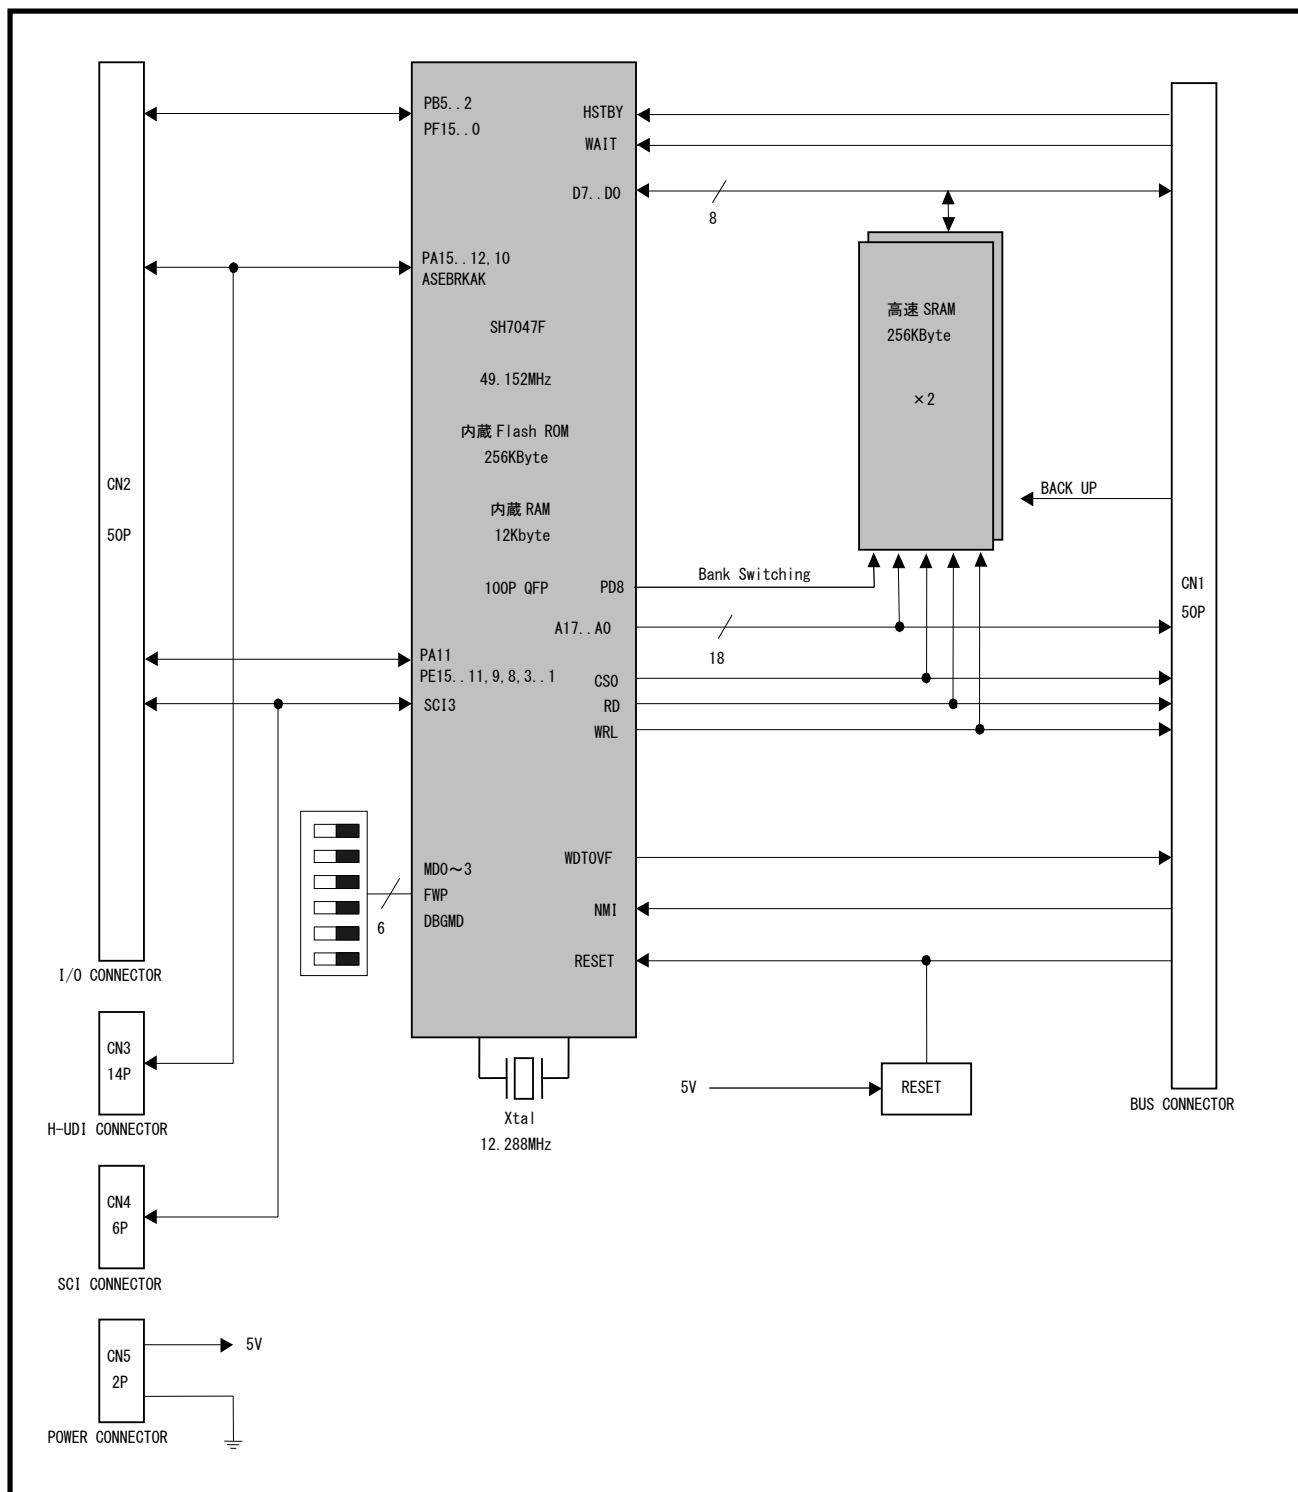 PB5..2
PF15..0
HSTBY
WAIT
D7..D0
8
PA15..12,10
ASEBRKAK
SH7047F
49.152MHz
内蔵 Flash ROM
256KByte
内蔵 RAM
12Kbyte
100P QFP
高速 SRAM
256KByte
×2
CN2
50P
BACK UP
PD8
Bank Switching
CN1
50P
A17..A0
18
PA11
PE15..11,9,8,3..1
SCI3
CS0
RD
WRL
MD0～3
FWP
DBGMD
6
WDTOVF
NMI
RESET
I/O CONNECTOR
CN3
14P
H-UDI CONNECTOR
Xtal
12.288MHz
5V
RESET
BUS CONNECTOR
CN4
6P
SCI CONNECTOR
CN5
2P
5V
POWER CONNECTOR